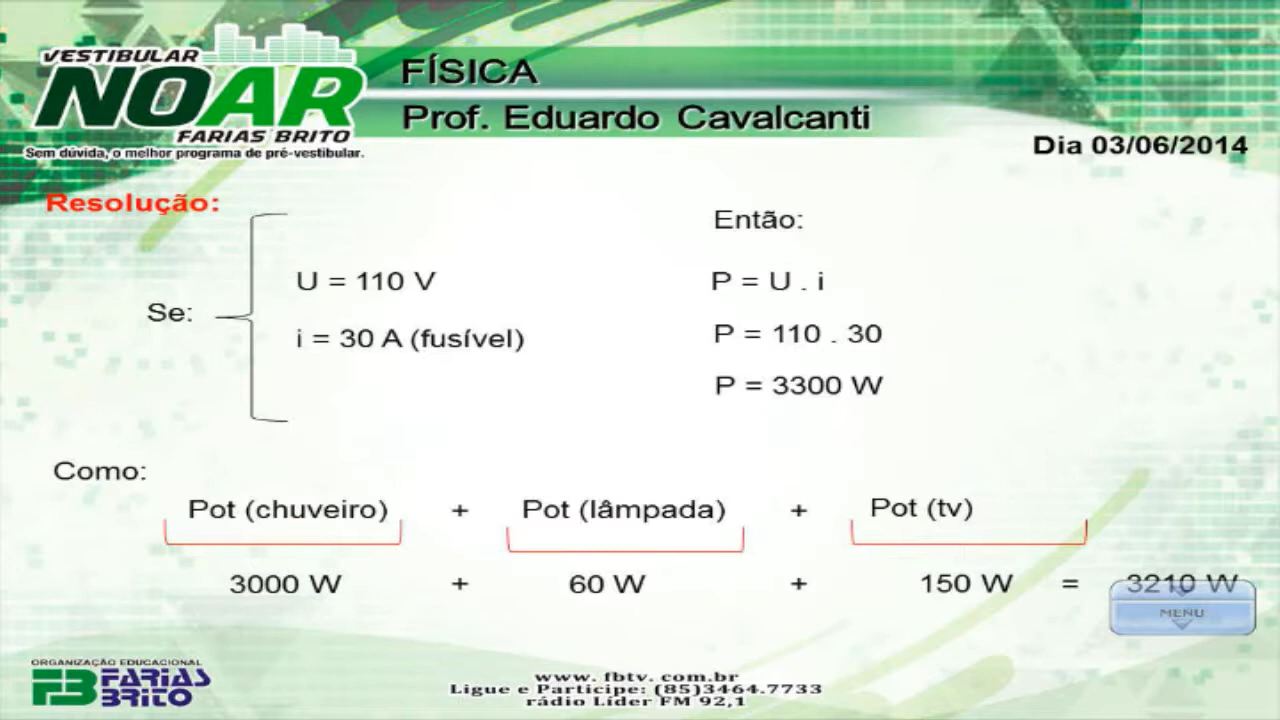 VESTIBULAR
NOAR
FARIAS BRITO
Sem dúvida, o melhor programa de pré-vestibular.
FÍSICA
Prof. Eduardo Cavalcanti
Dia 03/06/2014
Resolução:
Se:
U = 110 V
i = 30 A (fusível)
Então:
P = U . i
P = 110 . 30
P = 3300 W
Como:
Pot (chuveiro) + Pot (lâmpada) + Pot (tv)
3000 W + 60 W + 150 W = 3210 W
MENU
ORGANIZAÇÃO EDUCACIONAL
FB FARIAS
BRITO
www. fbtv. com.br
Ligue e Participe: (85)3464.7733
rádio Líder FM 92,1